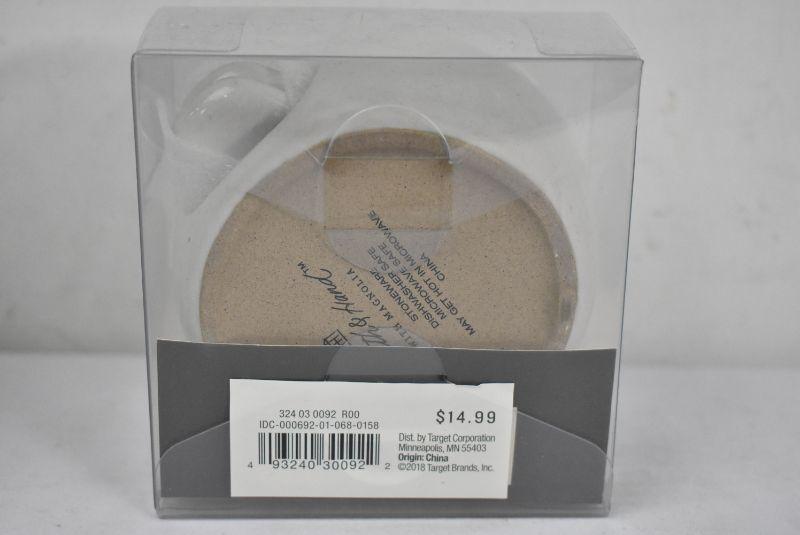 & Hand™
WITH MAGNOLIA
STONEWARE
DISHWASHER SAFE
MICROWAVE SAFE
MAY GET HOT IN MICROWAVE
CHINA
324 03 0092 R00
IDC-000692-01-068-0158
$14.99
4 93240 30092 2
Dist. by Target Corporation
Minneapolis, MN 55403
Origin: China
©2018 Target Brands, Inc.